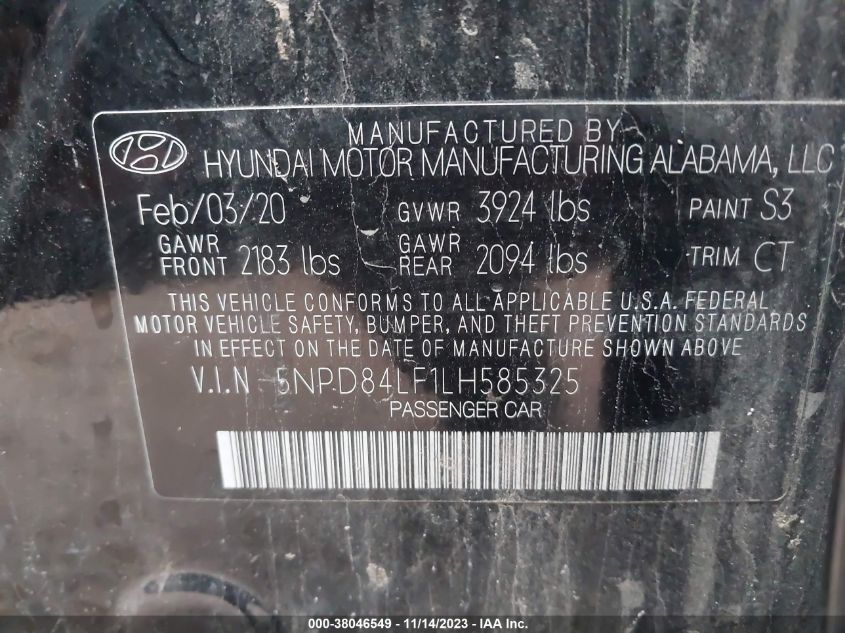 MANUFACTURED BY
HYUNDAI MOTOR MANUFACTURING ALABAMA, LLC
Feb/03/20 GVWR 3924 lbs PAINT S3
GAWR FRONT 2183 lbs GAWR REAR 2094 lbs TRIM CT
THIS VEHICLE CONFORMS TO ALL APPLICABLE U.S.A. FEDERAL
MOTOR VEHICLE SAFETY, BUMPER, AND THEFT PREVENTION STANDARDS
IN EFFECT ON THE DATE OF MANUFACTURE SHOWN ABOVE
V.I.N 5NPD84LF1LH585325
PASSENGER CAR
000-38046549 - 11/14/2023 - IAA Inc.